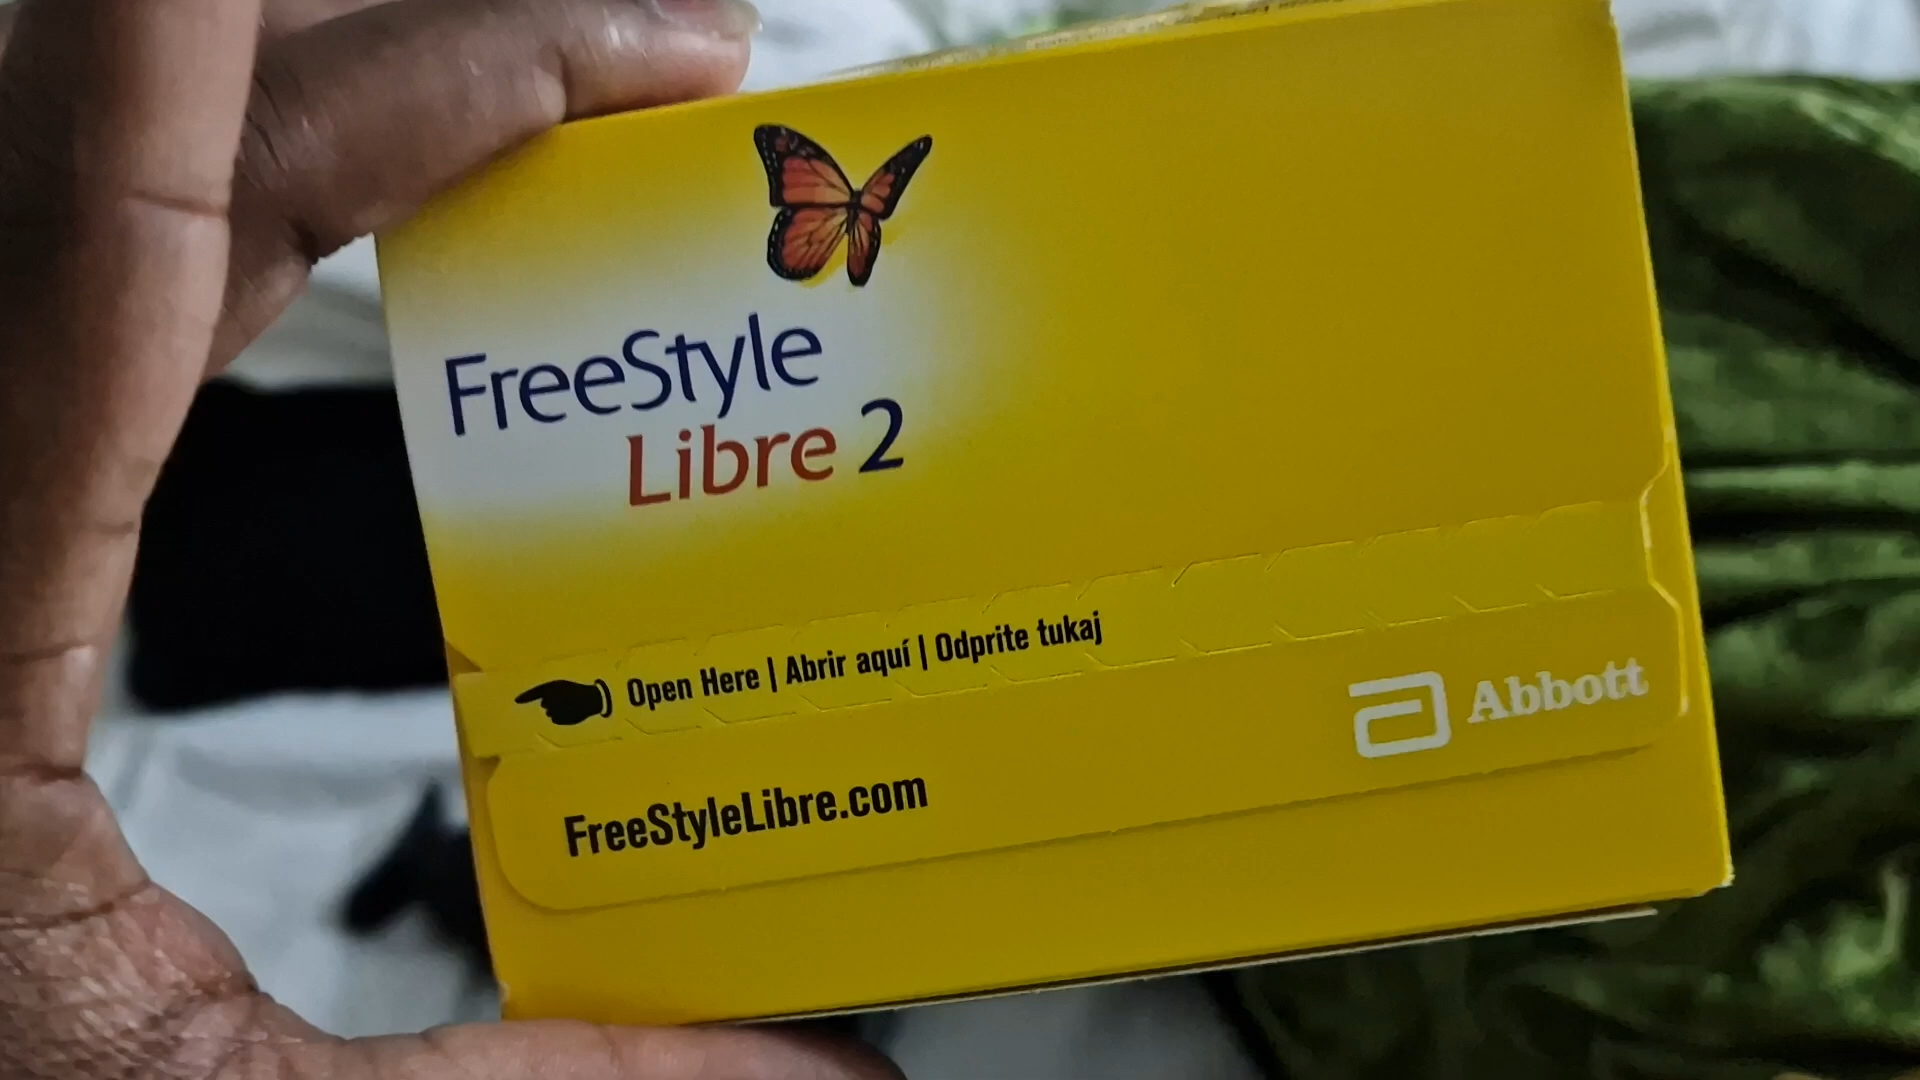 FreeStyle
Libre 2
Open Here | Abrir aquí | Odprite tukaj
Abbott
FreeStyleLibre.com